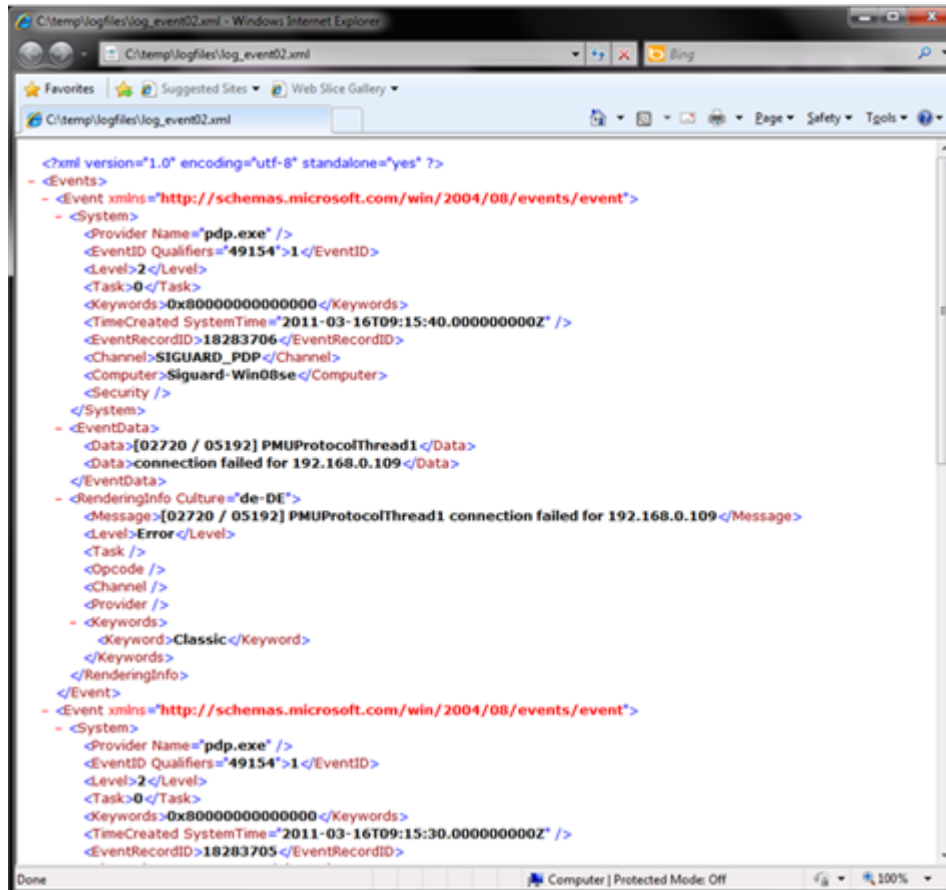 C:\temp\logfiles\log_event02.xml - Windows Internet Explorer
C:\temp\logfiles\log_event02.xml
Bing
Favorites Suggested Sites Web Slice Gallery
C:\temp\logfiles\log_event02.xml Page Safety Tools
<?xml version="1.0" encoding="utf-8" standalone="yes" ?>
- <Events>
- <Event xmlns="http://schemas.microsoft.com/win/2004/08/events/event">
- <System>
<Provider Name="pdp.exe" />
<EventID Qualifiers="49154">1</EventID>
<Level>2</Level>
<Task>0</Task>
<Keywords>0x80000000000000</Keywords>
<TimeCreated SystemTime="2011-03-16T09:15:40.000000000Z" />
<EventRecordID>18283706</EventRecordID>
<Channel>SIGUARD_PDP</Channel>
<Computer>Siguard-Win08se</Computer>
<Security />
</System>
- <EventData>
<Data>[02720 / 05192] PMUProtocolThread1</Data>
<Data>connection failed for 192.168.0.109</Data>
</EventData>
- <RenderingInfo Culture="de-DE">
<Message>[02720 / 05192] PMUProtocolThread1 connection failed for 192.168.0.109</Message>
<Level>Error</Level>
<Task />
<Opcode />
<Channel />
<Provider />
- <Keywords>
<Keyword>Classic</Keyword>
</Keywords>
</RenderingInfo>
</Event>
- <Event xmlns="http://schemas.microsoft.com/win/2004/08/events/event">
- <System>
<Provider Name="pdp.exe" />
<EventID Qualifiers="49154">1</EventID>
<Level>2</Level>
<Task>0</Task>
<Keywords>0x80000000000000</Keywords>
<TimeCreated SystemTime="2011-03-16T09:15:30.000000000Z" />
<EventRecordID>18283705</EventRecordID>
Done Computer | Protected Mode: Off 100%